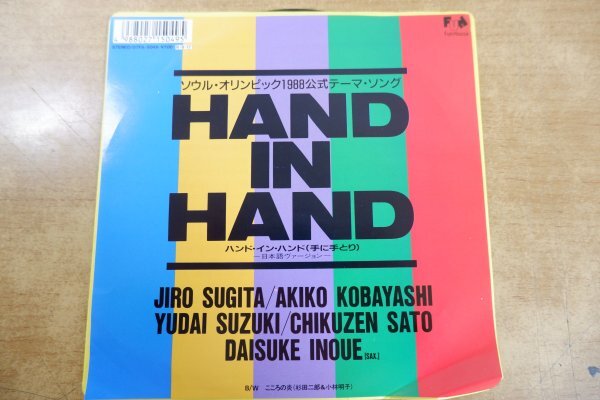 4 988027 150495
ソウル・オリンピック1988公式テーマ・ソング
HAND
IN
HAND
ハンド・イン・ハンド(手に手とり)
—日本語ヴァージョン—
JIRO SUGITA/AKIKO KOBAYASHI
YUDAI SUZUKI/CHIKUZEN SATO
DAISUKE INOUE [SAX.]
B/W こころの炎(杉田二郎&小林明子)